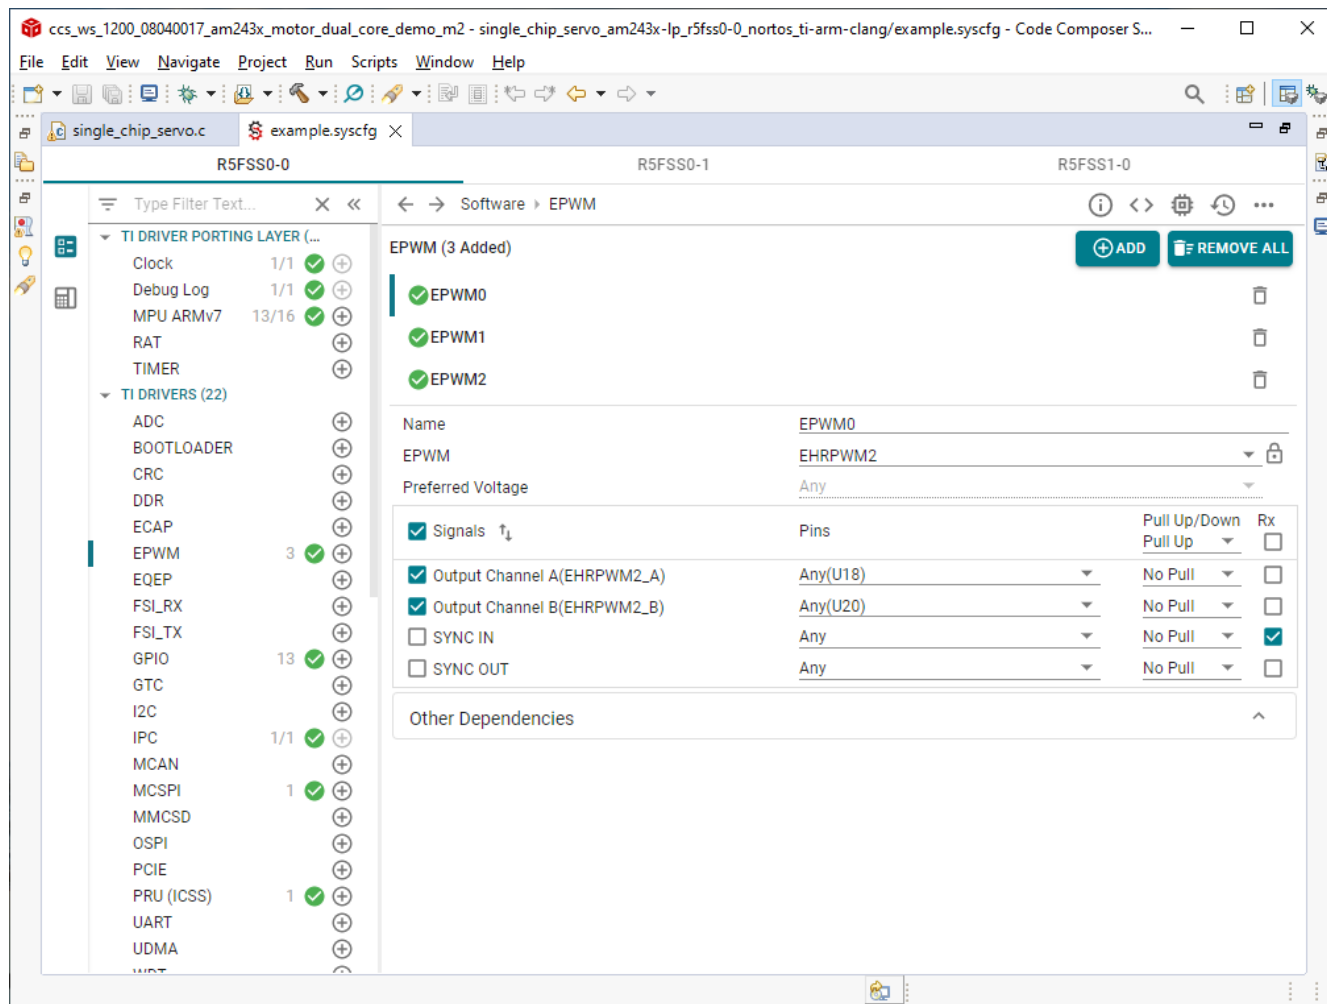 ccs_ws_1200_08040017_am243x_motor_dual_core_demo_m2 - single_chip_servo_am243x-lp_r5fss0-0_nortos_ti-arm-clang/example.syscfg - Code Composer S...
File Edit View Navigate Project Run Scripts Window Help
single_chip_servo.c example.syscfg
R5FSS0-0 R5FSS0-1 R5FSS1-0
Type Filter Text...
Software EPWM
TI DRIVER PORTING LAYER (...
Clock 1/1
Debug Log 1/1
MPU ARMv7 13/16
RAT
TIMER
TI DRIVERS (22)
ADC
BOOTLOADER
CRC
DDR
ECAP
EPWM 3
EQEP
FSI_RX
FSI_TX
GPIO 13
GTC
I2C
IPC 1/1
MCAN
MCSPI 1
MMCSD
OSPI
PCIE
PRU (ICSS) 1
UART
UDMA
WDT
EPWM (3 Added) ADD REMOVE ALL
EPWM0
EPWM1
EPWM2
Name EPWM0
EPWM EHRPWM2
Preferred Voltage Any
Signals Pins Pull Up/Down Rx
Pull Up
Output Channel A(EHRPWM2_A) Any(U18) No Pull
Output Channel B(EHRPWM2_B) Any(U20) No Pull
SYNC IN Any No Pull
SYNC OUT Any No Pull
Other Dependencies